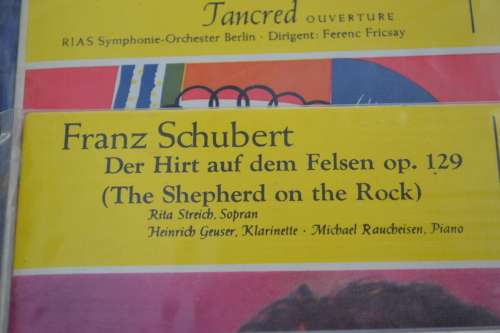 Tancred OUVERTURE
RIAS Symphonie-Orchester Berlin · Dirigent: Ferenc Fricsay
Franz Schubert
Der Hirt auf dem Felsen op. 129
(The Shepherd on the Rock)
Rita Streich, Sopran
Heinrich Geuser, Klarinette · Michael Raucheisen, Piano